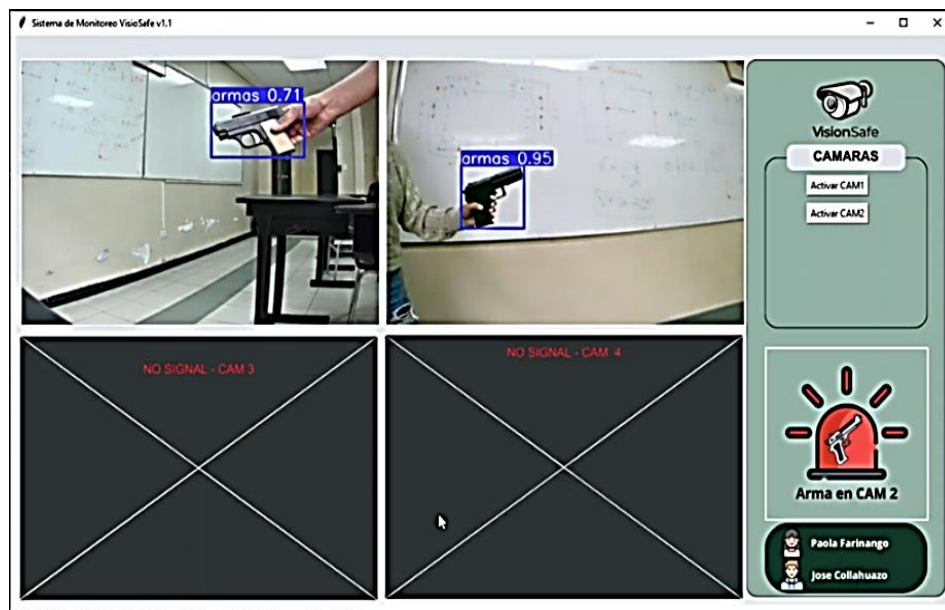 Sistema de Monitoreo VisioSafe v1.1
armas 0.71
armas 0.95
NO SIGNAL - CAM 3
NO SIGNAL - CAM 4
VisionSafe
CAMARAS
Activar CAM1
Activar CAM2
Arma en CAM 2
Paola Farinango
Jose Collahuazo